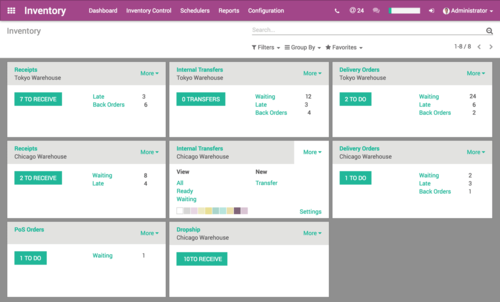 Inventory Dashboard Inventory Control Schedulers Reports Configuration @ 24 Administrator
Inventory
Search...
Filters Group By Favorites 1-8 / 8
Receipts
Tokyo Warehouse
More
7 TO RECEIVE
Late 3
Back Orders 6
Internal Transfers
Tokyo Warehouse
More
0 TRANSFERS
Waiting 12
Late 3
Back Orders 4
Delivery Orders
Tokyo Warehouse
More
2 TO DO
Waiting 24
Late 6
Back Orders 2
Receipts
Chicago Warehouse
More
2 TO RECEIVE
Waiting 8
Late 4
Internal Transfers
Chicago Warehouse
More
View New
All Transfer
Ready
Waiting
Settings
Delivery Orders
Chicago Warehouse
More
1 TO DO
Waiting 2
Late 3
Back Orders 1
PoS Orders
More
1 TO DO
Waiting 1
Dropship
Chicago Warehouse
More
10 TO RECEIVE